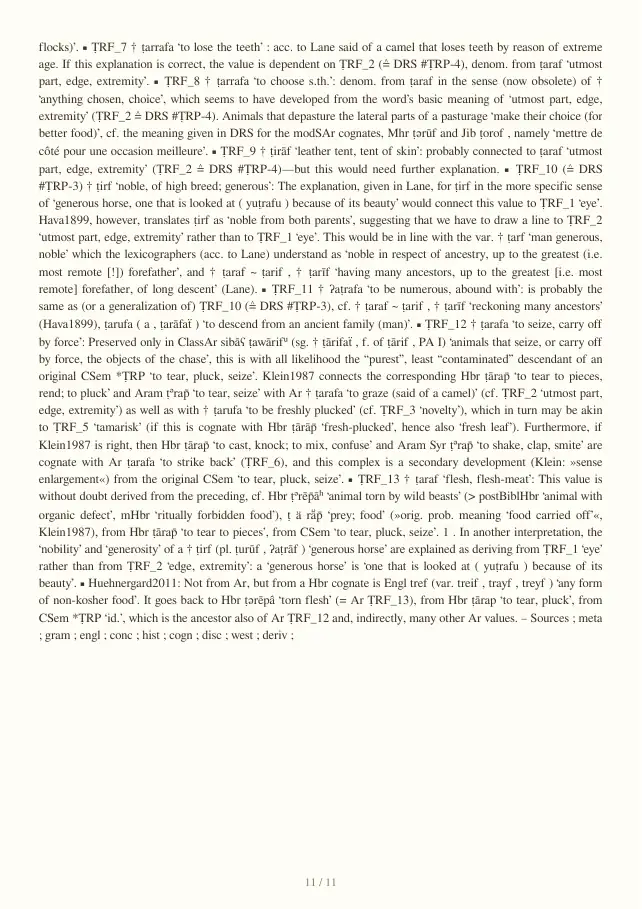 flocks)'. ▪ ṬRF_7 † ṭarrafa ‘to lose the teeth’ : acc. to Lane said of a camel that loses teeth by reason of extreme
age. If this explanation is correct, the value is dependent on ṬRF_2 (≙ DRS #ṬRP-4), denom. from ṭaraf ‘utmost
part, edge, extremity’. ▪ ṬRF_8 † ṭarrafa ‘to choose s.th.’: denom. from ṭaraf in the sense (now obsolete) of †
‘anything chosen, choice’, which seems to have developed from the word’s basic meaning of ‘utmost part, edge,
extremity’ (ṬRF_2 ≙ DRS #ṬRP-4). Animals that depasture the lateral parts of a pasturage ‘make their choice (for
better food)’, cf. the meaning given in DRS for the modSAr cognates, Mhr ṭərūf and Jib ṭorof , namely ‘mettre de
côté pour une occasion meilleure’. ▪ ṬRF_9 † ṭirāf ‘leather tent, tent of skin’: probably connected to ṭaraf ‘utmost
part, edge, extremity’ (ṬRF_2 ≙ DRS #ṬRP-4)—but this would need further explanation. ▪ ṬRF_10 (≙ DRS
#ṬRP-3) † ṭirf ‘noble, of high breed; generous’: The explanation, given in Lane, for ṭirf in the more specific sense
of ‘generous horse, one that is looked at ( yuṭrafu ) because of its beauty’ would connect this value to ṬRF_1 ‘eye’.
Hava1899, however, translates ṭirf as ‘noble from both parents’, suggesting that we have to draw a line to ṬRF_2
‘utmost part, edge, extremity’ rather than to ṬRF_1 ‘eye’. This would be in line with the var. † ṭarf ‘man generous,
noble’ which the lexicographers (acc. to Lane) understand as ‘noble in respect of ancestry, up to the greatest (i.e.
most remote [!]) forefather’, and † ṭaraf ~ ṭarif , † ṭarīf ‘having many ancestors, up to the greatest [i.e. most
remote] forefather, of long descent’ (Lane). ▪ ṬRF_11 † ʔaṭrafa ‘to be numerous, abound with’: is probably the
same as (or a generalization of) ṬRF_10 (≙ DRS #ṬRP-3), cf. † ṭaraf ~ ṭarif , † ṭarīf ‘reckoning many ancestors’
(Hava1899), ṭarufa ( a , ṭarāfaẗ ) ‘to descend from an ancient family (man)’. ▪ ṬRF_12 † ṭarafa ‘to seize, carry off
by force’: Preserved only in ClassAr sibāʕ ṭawārifᵘ (sg. † ṭārifaẗ , f. of ṭārif , PA I) ‘animals that seize, or carry off
by force, the objects of the chase’, this is with all likelihood the “purest”, least “contaminated” descendant of an
original CSem *ṬRP ‘to tear, pluck, seize’. Klein1987 connects the corresponding Hbr ṭārap̄ ‘to tear to pieces,
rend; to pluck’ and Aram ṭᵊrap̄ ‘to tear, seize’ with Ar † ṭarafa ‘to graze (said of a camel)’ (cf. ṬRF_2 ‘utmost part,
edge, extremity’) as well as with † ṭarufa ‘to be freshly plucked’ (cf. ṬRF_3 ‘novelty’), which in turn may be akin
to ṬRF_5 ‘tamarisk’ (if this is cognate with Hbr ṭārāp̄ ‘fresh-plucked’, hence also ‘fresh leaf’). Furthermore, if
Klein1987 is right, then Hbr ṭārap̄ ‘to cast, knock; to mix, confuse’ and Aram Syr ṭᵊrap̄ ‘to shake, clap, smite’ are
cognate with Ar ṭarafa ‘to strike back’ (ṬRF_6), and this complex is a secondary development (Klein: »sense
enlargement«) from the original CSem ‘to tear, pluck, seize’. ▪ ṬRF_13 † ṭaraf ‘flesh, flesh-meat’: This value is
without doubt derived from the preceding, cf. Hbr ṭᵊrēp̄āʰ ‘animal torn by wild beasts’ (> postBiblHbr ‘animal with
organic defect’, mHbr ‘ritually forbidden food’), ṭ ä räp̄ ‘prey; food’ (»orig. prob. meaning ‘food carried off’«,
Klein1987), from Hbr ṭārap̄ ‘to tear to pieces’, from CSem ‘to tear, pluck, seize’. 1 . In another interpretation, the
‘nobility’ and ‘generosity’ of a † ṭirf (pl. ṭurūf , ʔaṭrāf ) ‘generous horse’ are explained as deriving from ṬRF_1 ‘eye’
rather than from ṬRF_2 ‘edge, extremity’: a ‘generous horse’ is ‘one that is looked at ( yuṭrafu ) because of its
beauty’. ▪ Huehnergard2011: Not from Ar, but from a Hbr cognate is Engl tref (var. treif , trayf , treyf ) ‘any form
of non-kosher food’. It goes back to Hbr ṭərēpâ ‘torn flesh’ (= Ar ṬRF_13), from Hbr ṭārap ‘to tear, pluck’, from
CSem *ṬRP ‘id.’, which is the ancestor also of Ar ṬRF_12 and, indirectly, many other Ar values. – Sources ; meta
; gram ; engl ; conc ; hist ; cogn ; disc ; west ; deriv ;
11 / 11